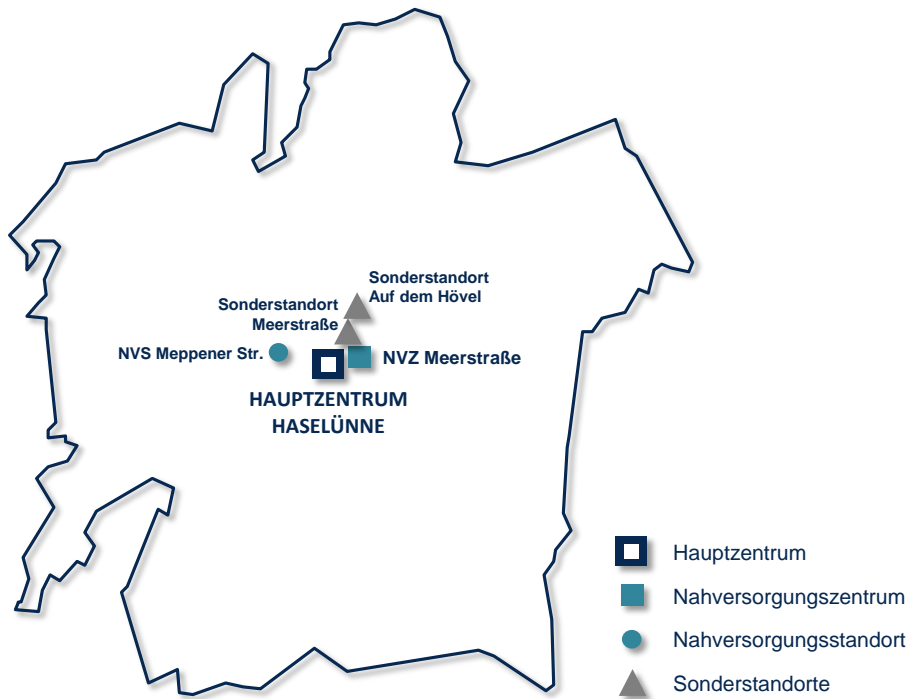 Sonderstandort
Auf dem Hövel
Sonderstandort
Meerstraße
NVS Meppener Str.
NVZ Meerstraße
HAUPTZENTRUM
HASELÜNNE
Hauptzentrum
Nahversorgungszentrum
Nahversorgungsstandort
Sonderstandorte